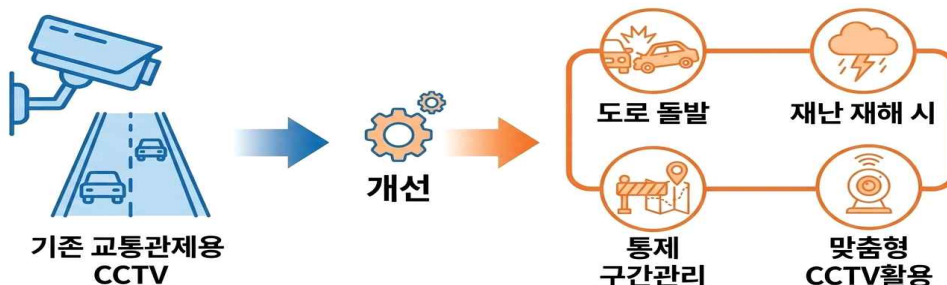 기존 교통관제용
CCTV
개선
도로 돌발
재난 재해 시
통제
구간관리
맞춤형
CCTV활용